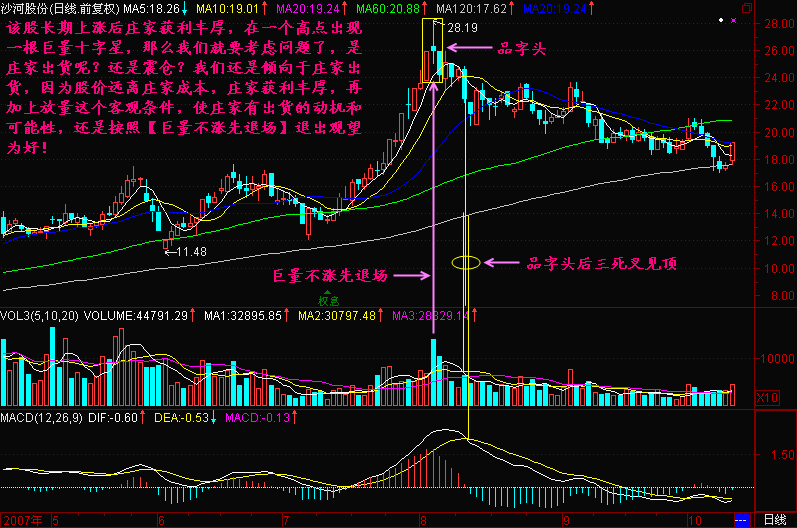 沙河股份(日线.前复权) MA5:18.26↓ MA10:19.01↑ MA20:19.24↑ MA60:20.88↑ MA120:17.62↑ MA20:19.24↑
该股长期上涨后庄家获利丰厚，在一个高点出现
一根巨量十字星，那么我们就要考虑问题了，是
庄家出货呢？还是震仓？我们还是倾向于庄家出
货，因为股价远离庄家成本，庄家获利丰厚，再
加上放量这个客观条件，使庄家有出货的动机和
可能性，还是按照【巨量不涨先退场】退出观望
为好！
28.19
品字头
28.00
26.00
24.00
22.00
20.00
18.00
16.00
14.00
12.00
10.00
8.00
11.48
巨量不涨先退场
品字头后三死叉见顶
权息
VOL3(5,10,20) VOLUME:44791.29↑ MA1:32895.85↑ MA2:30797.48↑ MA3:28329.14↑
10000
X10
MACD(12,26,9) DIF:-0.60↑ DEA:-0.53↓ MACD:-0.13↑
1.50
2007年 5 6 7 8 9 10 日线